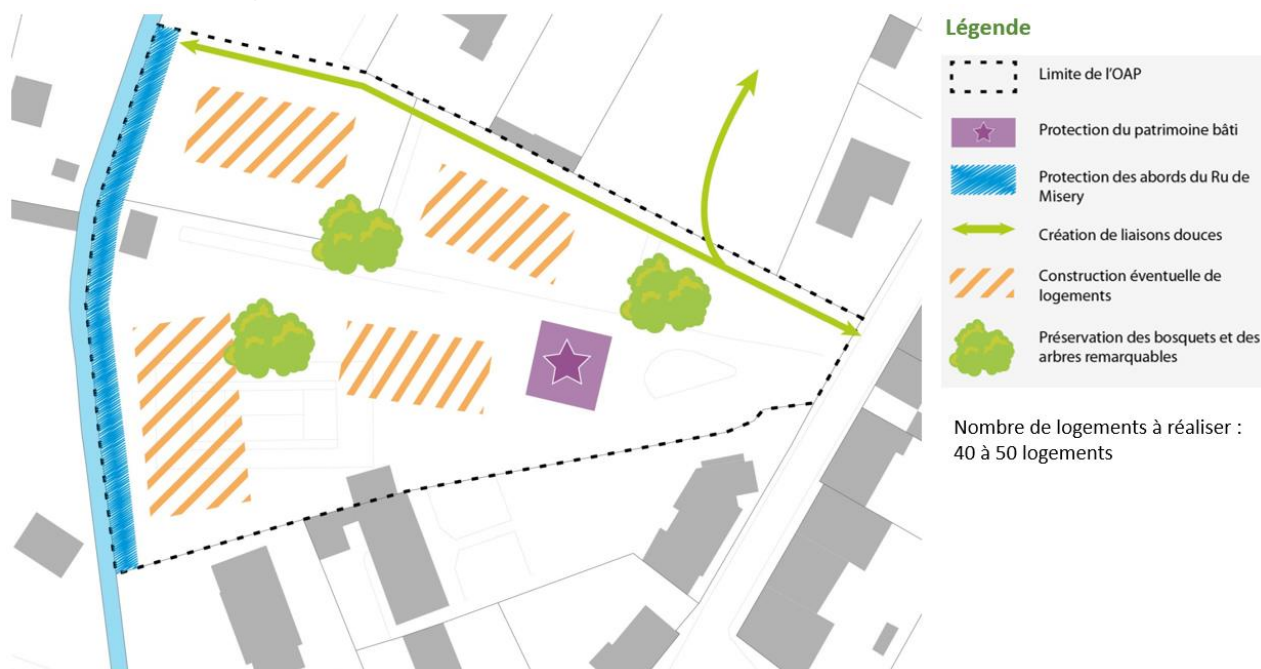 Légende
Limite de l'OAP
Protection du patrimoine bâti
Protection des abords du Ru de
Misery
Création de liaisons douces
Construction éventuelle de
logements
Préservation des bosquets et des
arbres remarquables
Nombre de logements à réaliser :
40 à 50 logements